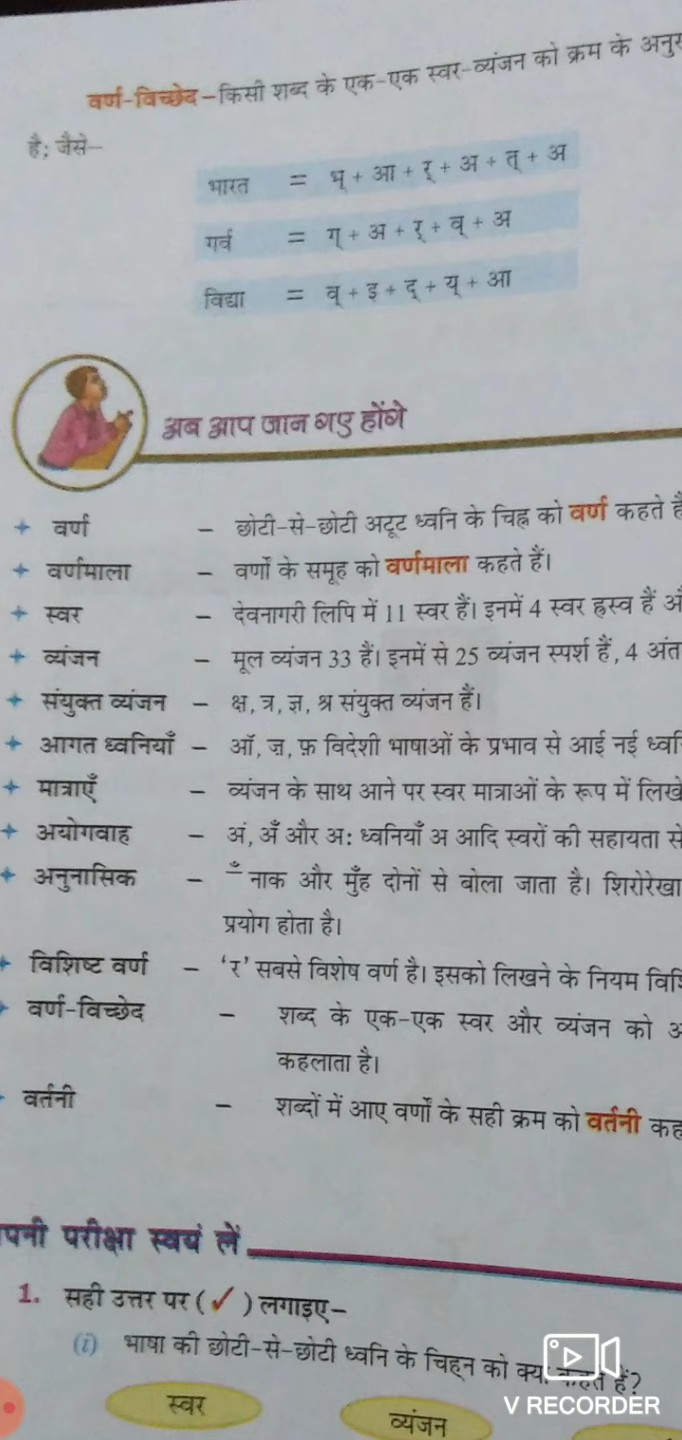 वर्ण-विच्छेद-किसी शब्द के एक-एक स्वर-व्यंजन को क्रम के
है; जैसे-
भारत = भ् + आ + र् + अ + त् + अ
गर्व = ग् + अ + र् + व् + अ
विद्या = व् + इ + द् + य् + आ
अब आप जान गए होंगे
वर्ण - छोटी-से-छोटी अटूट ध्वनि के चिह्न को वर्ण कहते हैं
वर्णमाला - वर्णों के समूह को वर्णमाला कहते हैं।
स्वर - देवनागरी लिपि में 11 स्वर हैं। इनमें 4 स्वर ह्रस्व हैं
व्यंजन - मूल व्यंजन 33 हैं। इनमें से 25 व्यंजन स्पर्श हैं, 4
संयुक्त व्यंजन - क्ष, त्र, ज्ञ, श्र संयुक्त व्यंजन हैं।
आगत ध्वनियाँ - ऑ, ज़, फ़ विदेशी भाषाओं के प्रभाव से आई नई
मात्राएँ - व्यंजन के साथ आने पर स्वर मात्राओं के रूप में
अयोगवाह - अं, अँ और अः ध्वनियाँ अ आदि स्वरों की सहायता से
अनुनासिक - ँ नाक और मुँह दोनों से बोला जाता है। शिरोरेखा
प्रयोग होता है।
विशिष्ट वर्ण - 'र' सबसे विशेष वर्ण है। इसको लिखने के नियम
वर्ण-विच्छेद - शब्द के एक-एक स्वर और व्यंजन को
कहलाता है।
वर्तनी - शब्दों में आए वर्णों के सही क्रम को वर्तनी
पनी परीक्षा स्वयं लें
1. सही उत्तर पर (✓) लगाइए-
(i) भाषा की छोटी-से-छोटी ध्वनि के चिह्न को क्या कहते हैं?
स्वर व्यंजन
V RECORDER